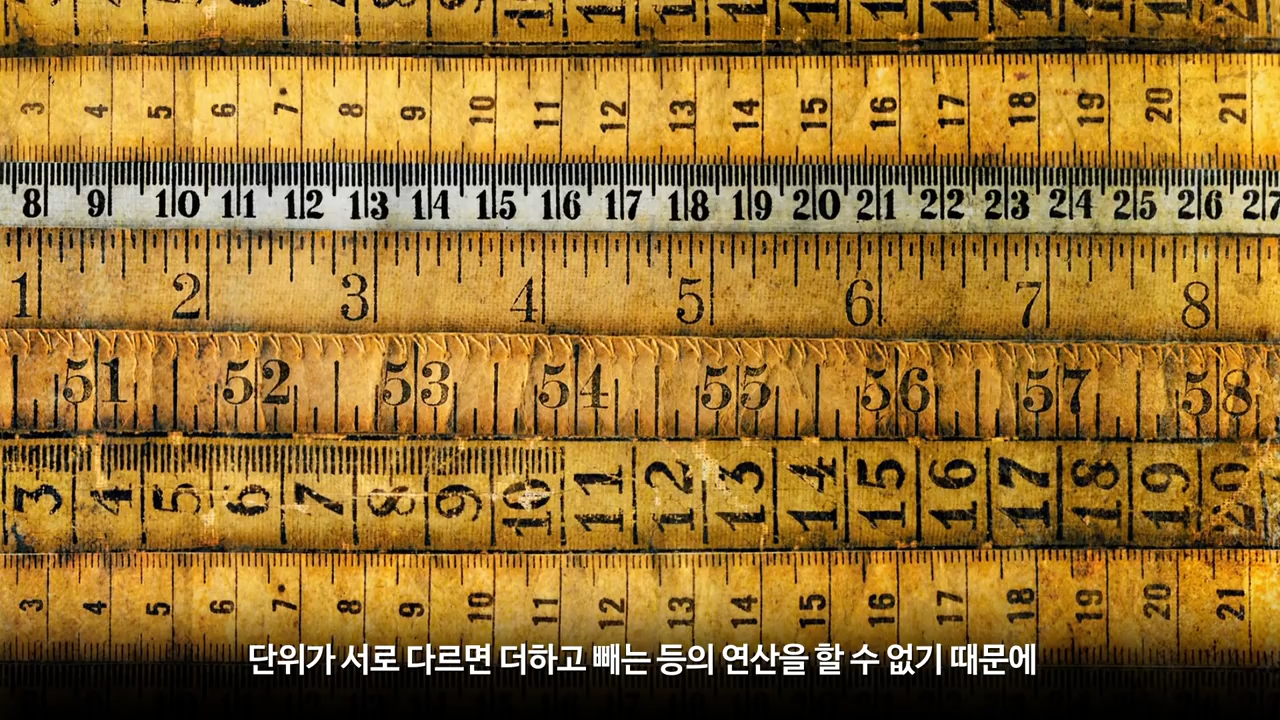 3 4 5 6 7 8 9 10 11 12 13 14 15 16 17 18 19 20 21
8 9 10 11 12 13 14 15 16 17 18 19 20 21 22 23 24 25 26 27
1 2 3 4 5 6 7 8
51 52 53 54 55 56 57 58
3 4 5 6 7 8 9 10 11 12 13 14 15 16 17 18 19 20
3 4 5 6 7 8 9 10 11 12 13 14 15 16 17 18 19 20 21
단위가 서로 다르면 더하고 빼는 등의 연산을 할 수 없기 때문에